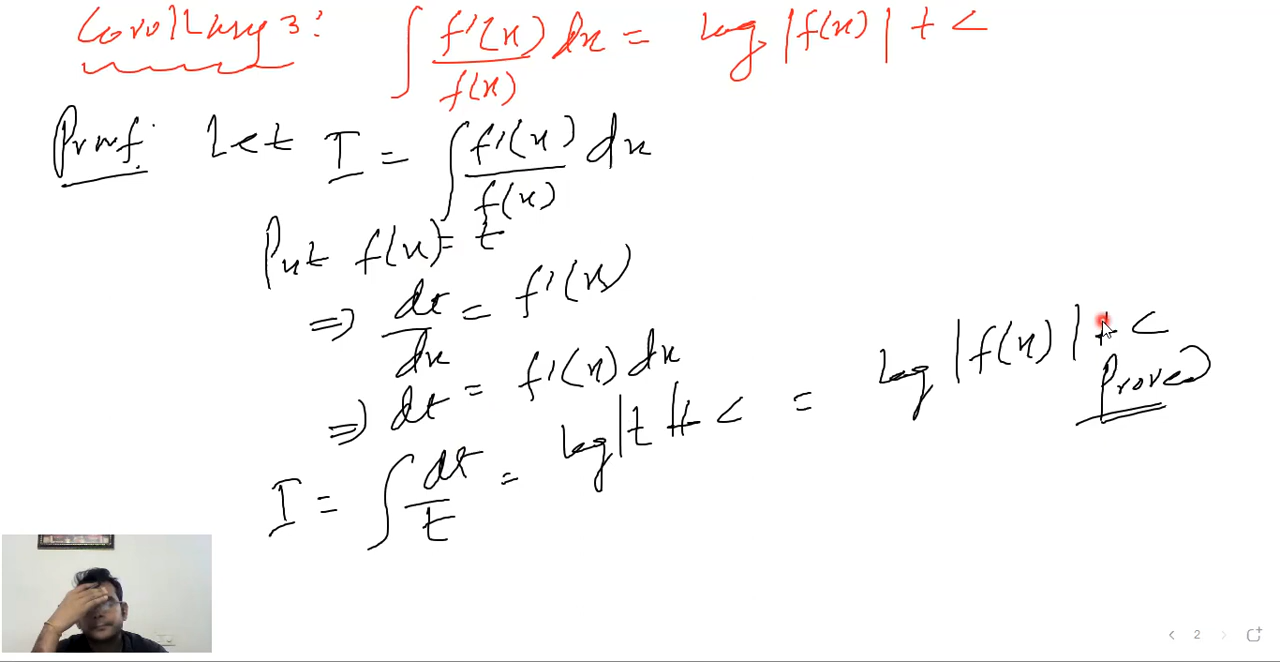 Corollary 3: ∫ f'(x)/f(x) dx = log |f(x)| + c
Proof: Let I = ∫ f'(x)/f(x) dx
Put f(x) = t
⇒ dt/dx = f'(x)
⇒ dt = f'(x) dx
I = ∫ dt/t = log|t|+ c = log |f(x)| + c
Proved
2